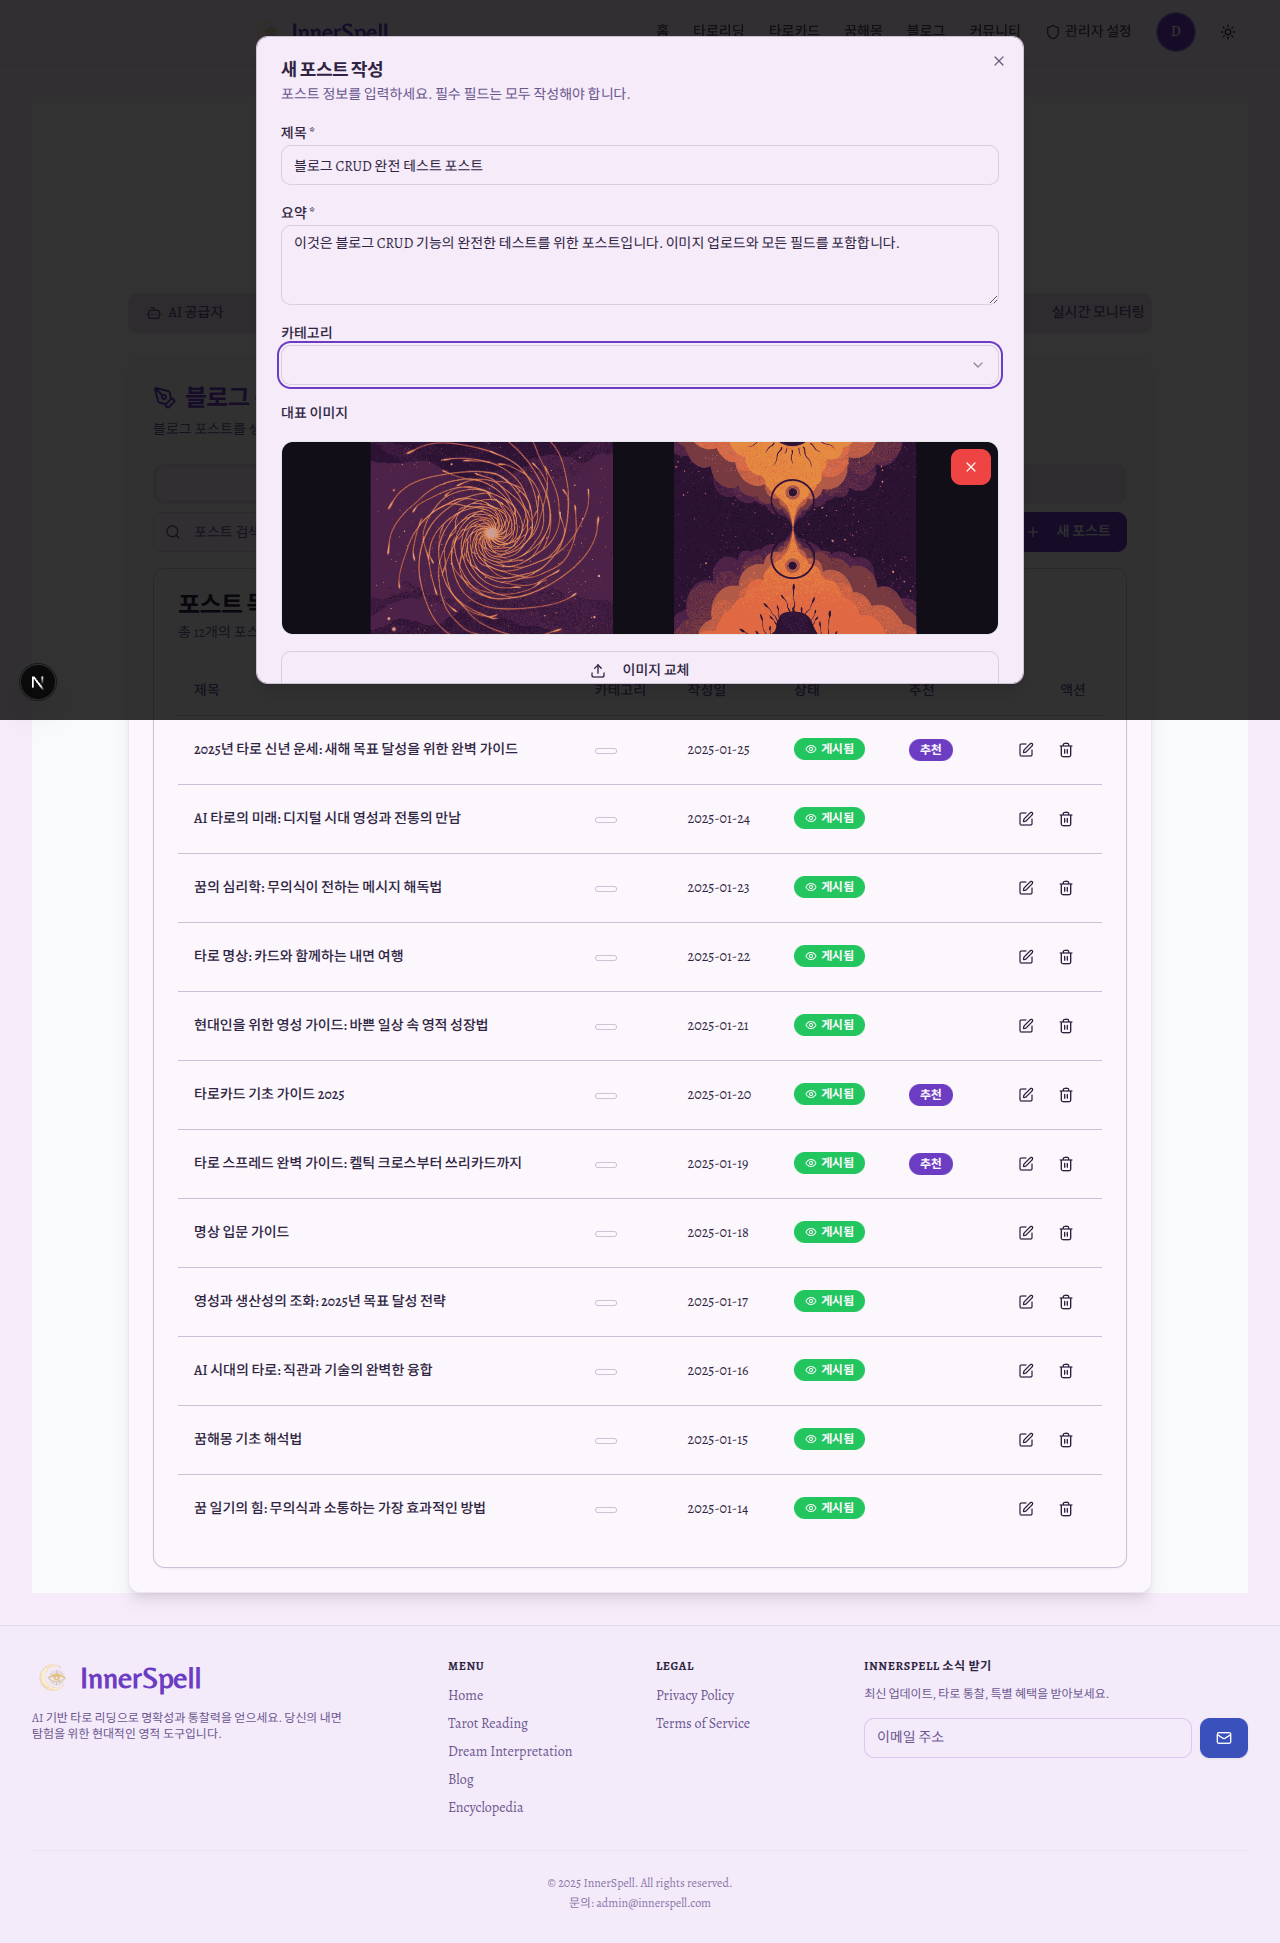 InnerSpell
홈 타로리딩 타로카드 꿈해몽 블로그 커뮤니티 관리자 설정 D
새 포스트 작성
포스트 정보를 입력하세요. 필수 필드는 모두 작성해야 합니다.
제목 *
블로그 CRUD 완전 테스트 포스트
요약 *
이것은 블로그 CRUD 기능의 완전한 테스트를 위한 포스트입니다. 이미지 업로드와 모든 필드를 포함합니다.
AI 공급자
실시간 모니터링
카테고리
블로그
블로그 포스트를
대표 이미지
포스트 검색
새 포스트
포스트
총 12개의 포스
이미지 교체
N
제목 카테고리 작성일 상태 추천 액션
2025년 타로 신년 운세: 새해 목표 달성을 위한 완벽 가이드 2025-01-25 게시됨 추천
AI 타로의 미래: 디지털 시대 영성과 전통의 만남 2025-01-24 게시됨
꿈의 심리학: 무의식이 전하는 메시지 해독법 2025-01-23 게시됨
타로 명상: 카드와 함께하는 내면 여행 2025-01-22 게시됨
현대인을 위한 영성 가이드: 바쁜 일상 속 영적 성장법 2025-01-21 게시됨
타로카드 기초 가이드 2025 2025-01-20 게시됨 추천
타로 스프레드 완벽 가이드: 켈틱 크로스부터 쓰리카드까지 2025-01-19 게시됨 추천
명상 입문 가이드 2025-01-18 게시됨
영성과 생산성의 조화: 2025년 목표 달성 전략 2025-01-17 게시됨
AI 시대의 타로: 직관과 기술의 완벽한 융합 2025-01-16 게시됨
꿈해몽 기초 해석법 2025-01-15 게시됨
꿈 일기의 힘: 무의식과 소통하는 가장 효과적인 방법 2025-01-14 게시됨
InnerSpell
AI 기반 타로 리딩으로 명확성과 통찰력을 얻으세요. 당신의 내면
탐험을 위한 현대적인 영적 도구입니다.
MENU
Home
Tarot Reading
Dream Interpretation
Blog
Encyclopedia
LEGAL
Privacy Policy
Terms of Service
INNERSPELL 소식 받기
최신 업데이트, 타로 통찰, 특별 혜택을 받아보세요.
이메일 주소
© 2025 InnerSpell. All rights reserved.
문의: admin@innerspell.com